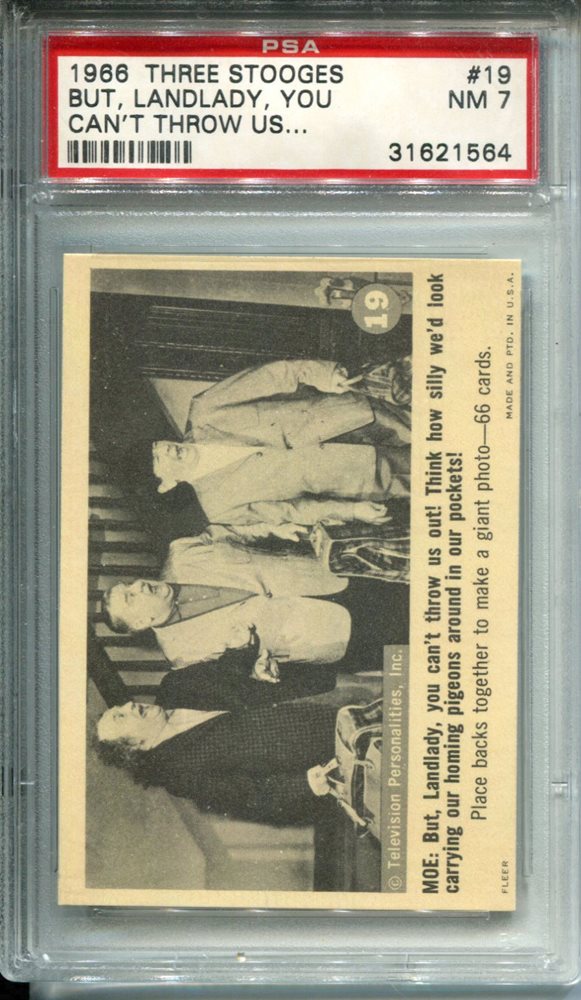 PSA
1966 THREE STOOGES #19
BUT, LANDLADY, YOU NM 7
CAN'T THROW US...
31621564
19
© Television Personalities, Inc.
MOE: But, Landlady, you can't throw us out! Think how silly we'd look
carrying our homing pigeons around in our pockets!
Place backs together to make a giant photo—66 cards.
FLEER MADE AND PTD. IN U.S.A.